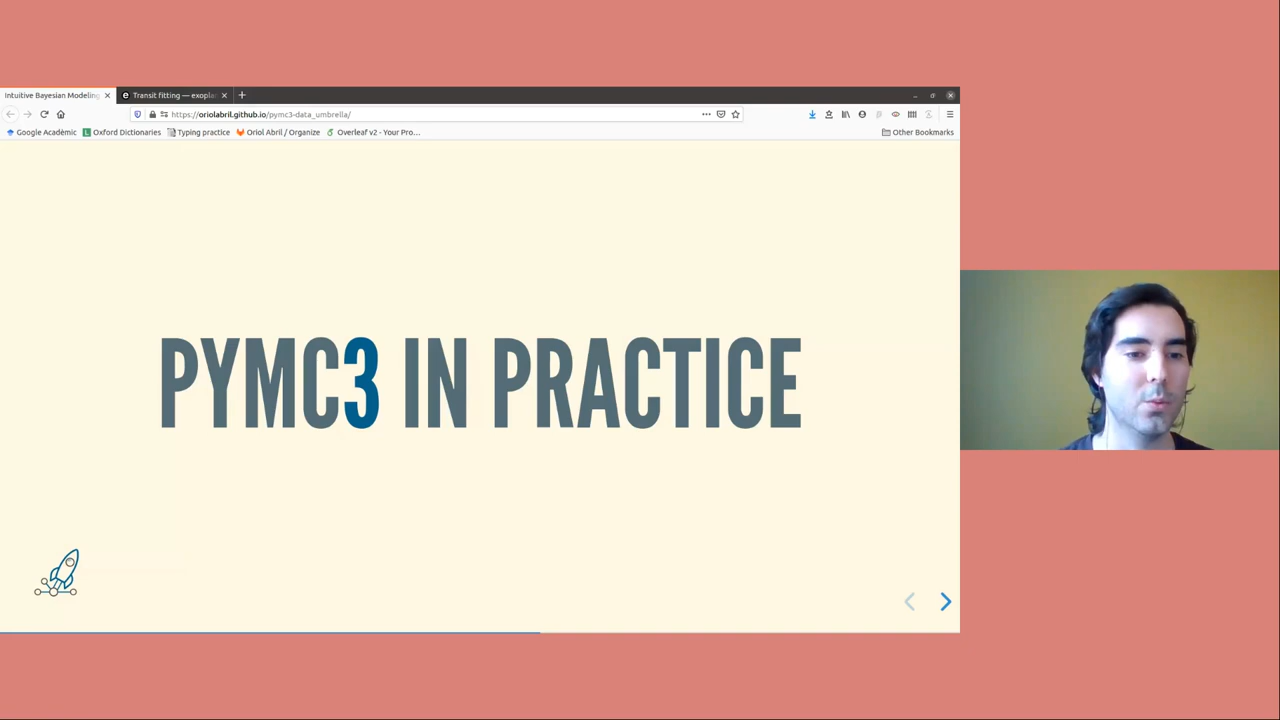 Intuitive Bayesian Modeling
Transit fitting — exopla
https://oriolabril.github.io/pymc3-data_umbrella/
Google Acadèmic
Oxford Dictionaries
Typing practice
Oriol Abril / Organize
Overleaf v2 - Your Pro…
Other Bookmarks
PYMC3 IN PRACTICE